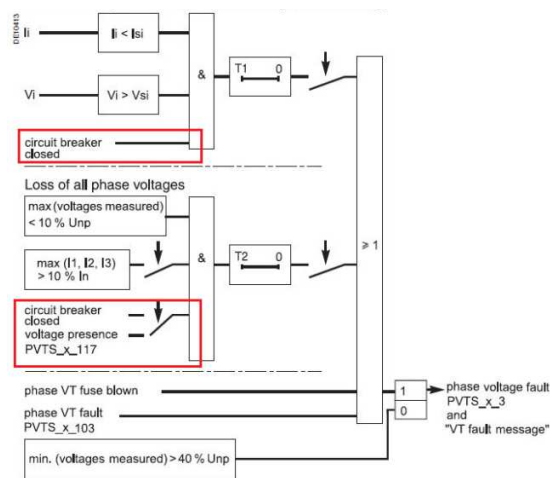 DE10413
Ii
Ii < Isi
Vi
Vi > Vsi
&
T1 0
circuit breaker
closed
Loss of all phase voltages
max (voltages measured)
< 10 % Unp
max (I1, I2, I3)
> 10 % In
&
T2 0
≥ 1
circuit breaker
closed
voltage presence
PVTS_x_117
phase VT fuse blown
phase VT fault
PVTS_x_103
min. (voltages measured) > 40 % Unp
1
0
phase voltage fault
PVTS_x_3
and
"VT fault message"